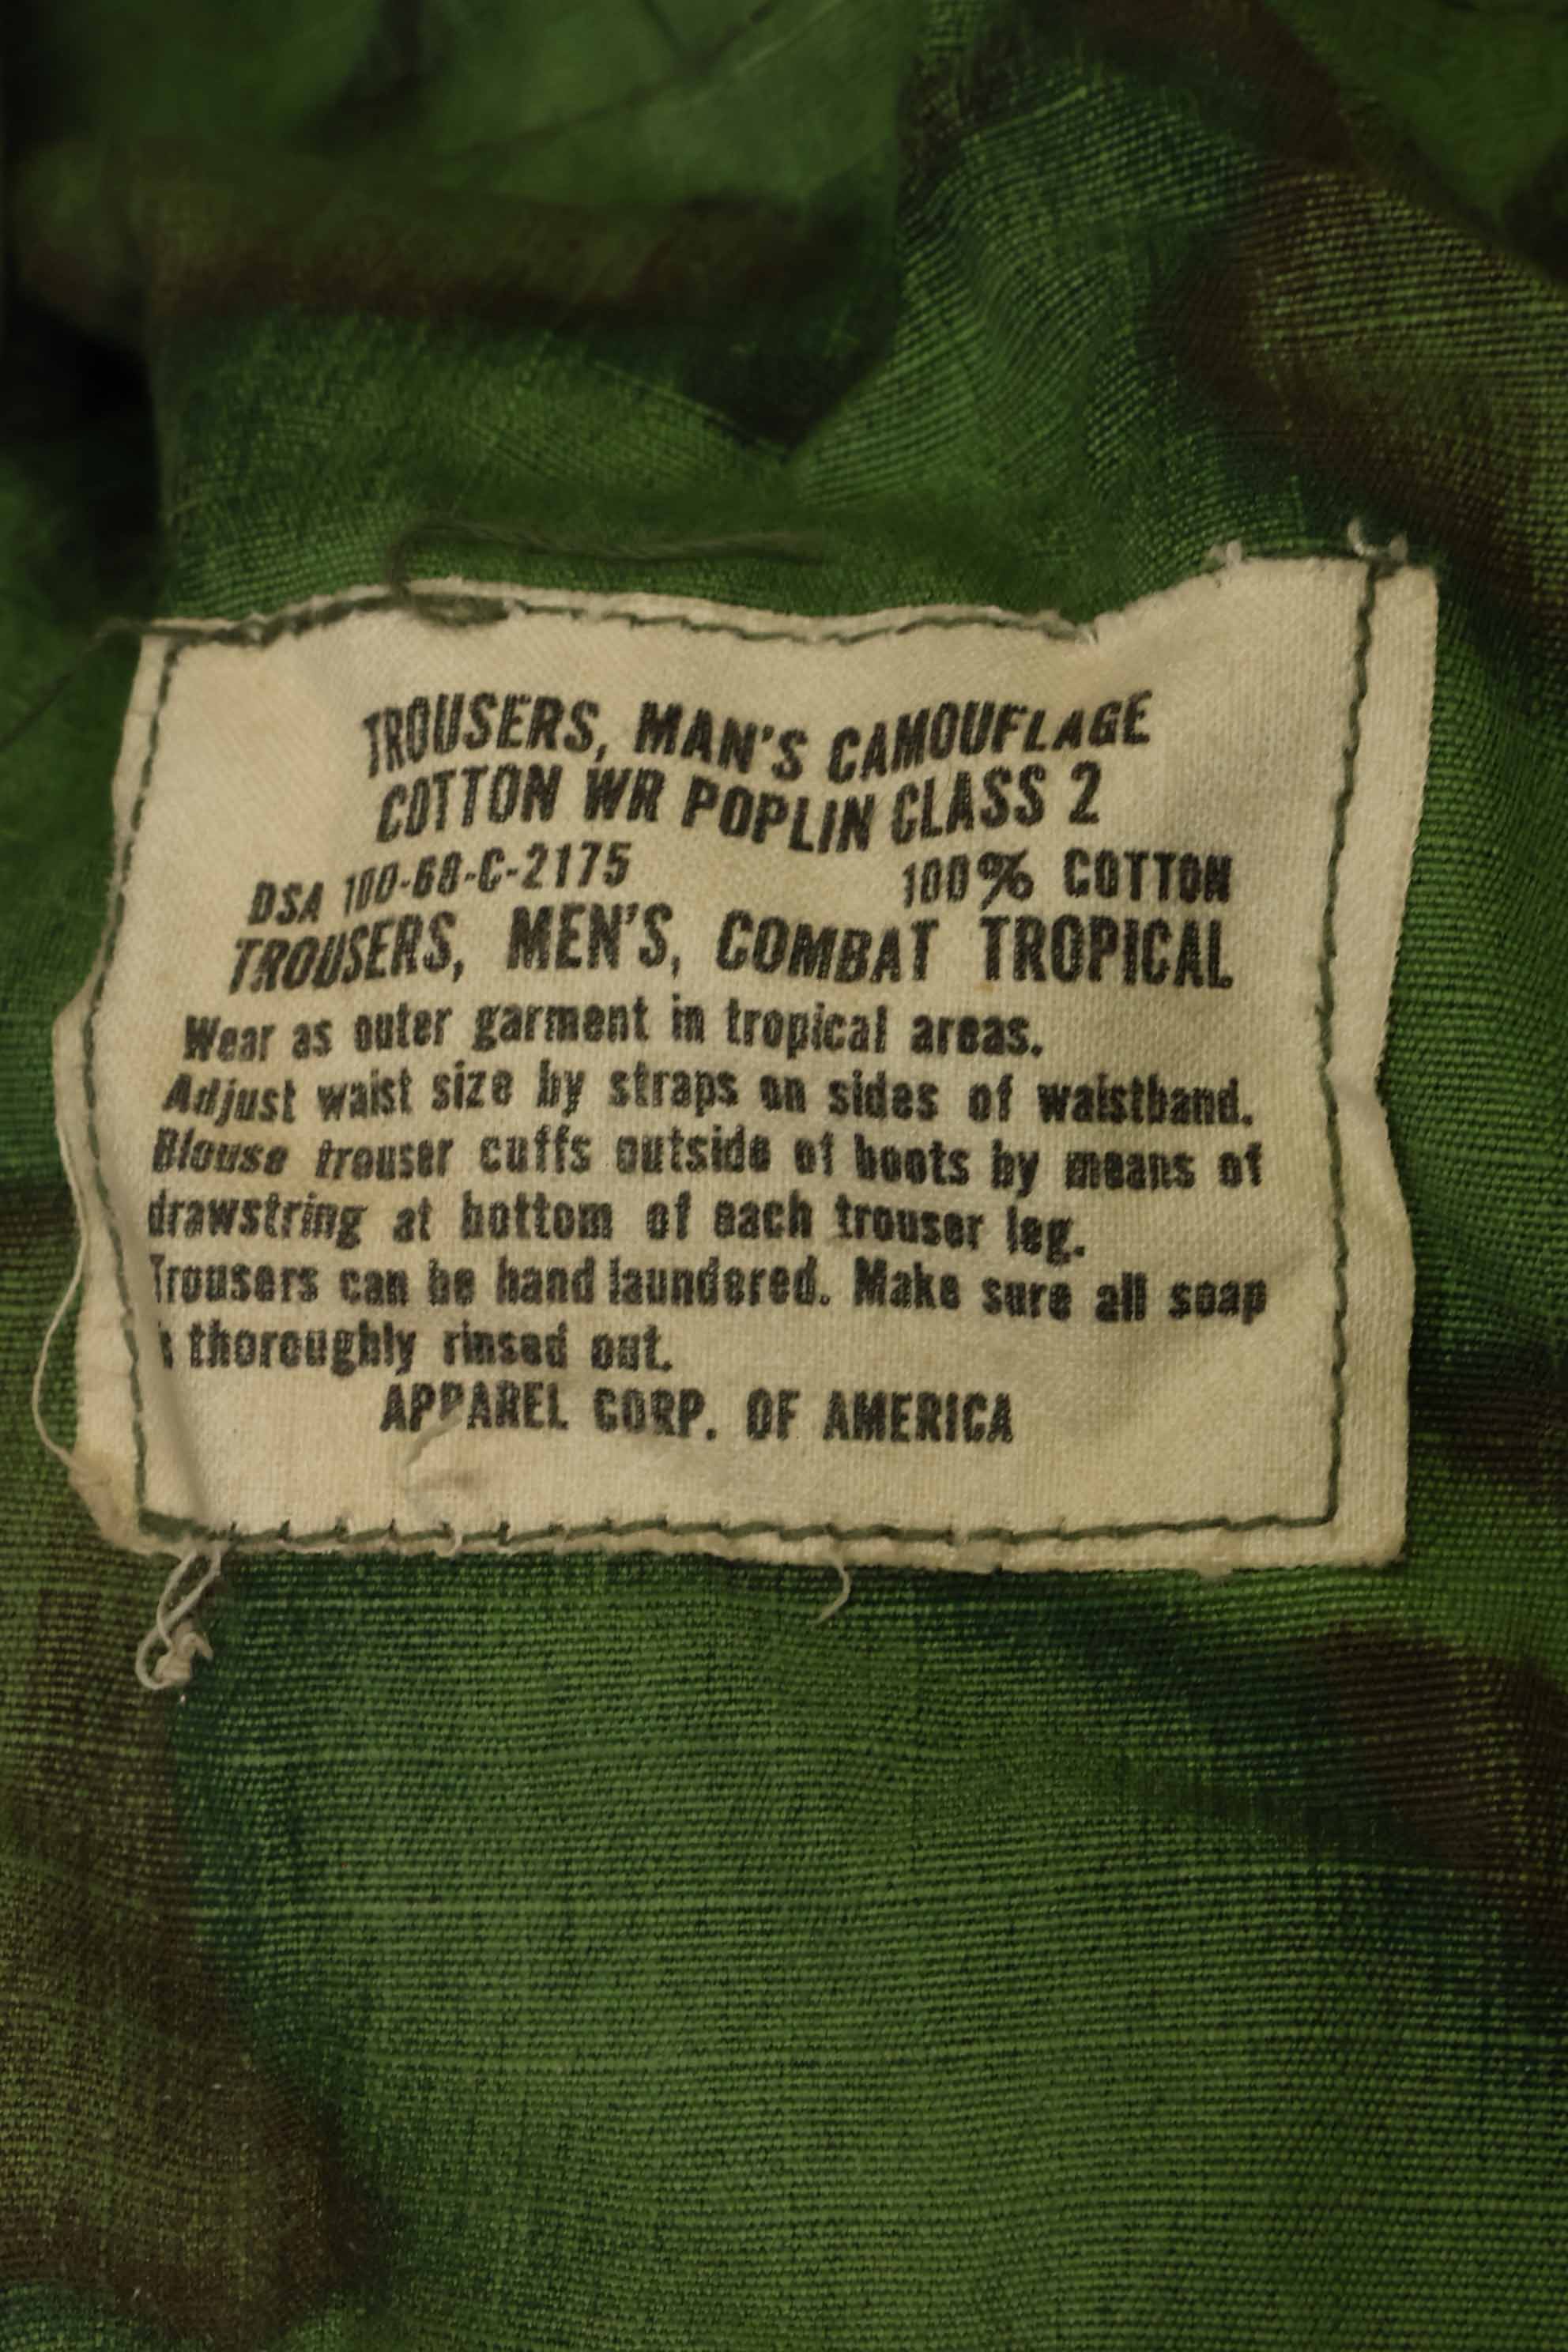 TROUSERS, MAN'S CAMOUFLAGE
COTTON WR POPLIN CLASS 2
DSA 100-68-C-2175 100% COTTON
TROUSERS, MEN'S, COMBAT TROPICAL
Wear as outer garment in tropical areas.
Adjust waist size by straps on sides of waistband.
Blouse trouser cuffs outside of boots by means of
drawstring at bottom of each trouser leg.
Trousers can be hand laundered. Make sure all soap
thoroughly rinsed out.
APPAREL CORP. OF AMERICA